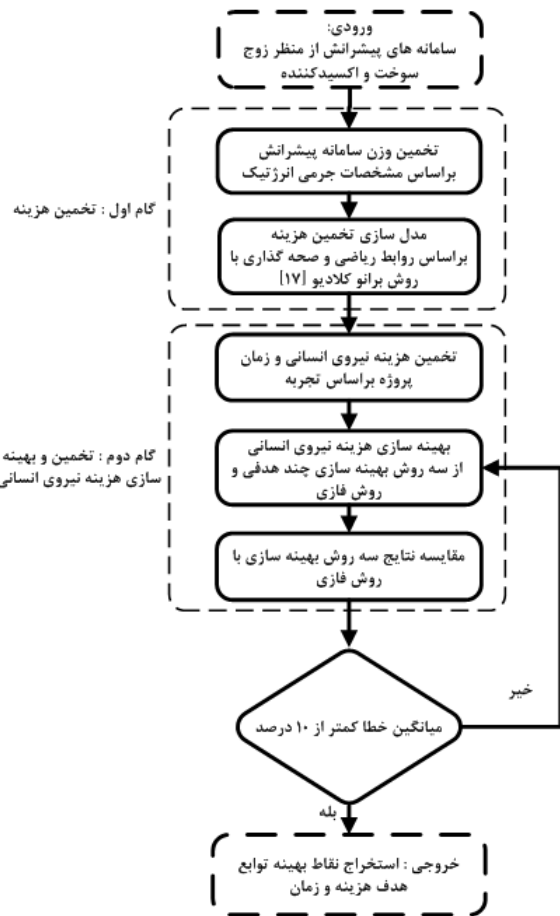 ورودی:
سامانه های پیشرانش از منظر زوج
سوخت و اکسیدکننده
گام اول : تخمین هزینه
تخمین وزن سامانه پیشرانش
براساس مشخصات جرمی انرژتیک
مدل سازی تخمین هزینه
براساس روابط ریاضی و صحه گذاری با
روش برانو کلادیو [۱۷]
گام دوم : تخمین و بهینه
سازی هزینه نیروی انسانی
تخمین هزینه نیروی انسانی و زمان
پروژه براساس تجربه
بهینه سازی هزینه نیروی انسانی
از سه روش بهینه سازی چند هدفی و
روش فازی
مقایسه نتایج سه روش بهینه سازی با
روش فازی
میانگین خطا کمتر از ۱۰ درصد
خیر
بله
خروجی : استخراج نقاط بهینه توابع
هدف هزینه و زمان